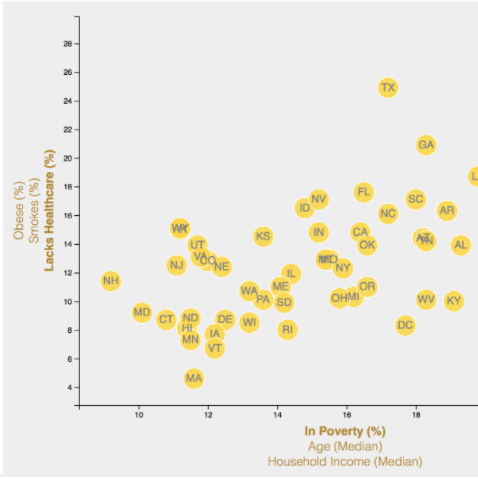 28
26
24
22
20
18
16
14
12
10
8
6
4
Obese (%)
Smokes (%)
Lacks Healthcare (%)
TX
GA
L
FL
NV
SC
ID
AR
NC
KS
IN
CA
OK
AL
UT
VA
CO
NE
NJ
NY
IL
NH
ME
OR
WA
PA
SD
OH
MI
WV
KY
MD
CT
ND
DE
WI
HI
IA
RI
DC
MN
VT
MA
10
12
14
16
18
In Poverty (%)
Age (Median)
Household Income (Median)